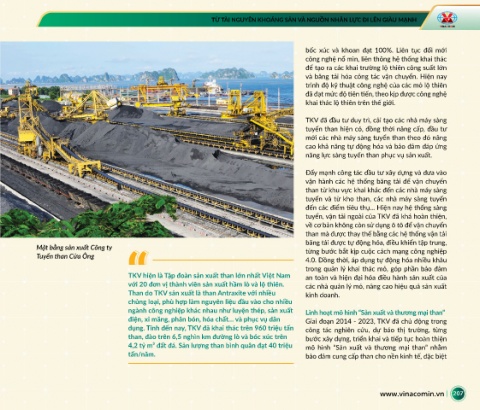 TỪ TÀI NGUYÊN KHOÁNG SẢN VÀ NGUỒN NHÂN LỰC ĐI LÊN GIÀU MẠNH
bốc xúc và khoan đạt 100%. Liên tục đổi mới
công nghệ nổ mìn, liên thông hệ thống khai thác
để tạo ra các khai trường lộ thiên công suất lớn
và băng tải hóa công tác vận chuyển. Hiện nay
trình độ kỹ thuật công nghệ của các mỏ lộ thiên
đã đạt mức độ tiên tiến, theo kịp được công nghệ
khai thác lộ thiên trên thế giới.
TKV đã đầu tư duy trì, cải tạo các nhà máy sàng
tuyển than hiện có, đồng thời nâng cấp, đầu tư
mới các nhà máy sàng tuyển than theo đó nâng
cao khả năng tự động hóa và bảo đảm đáp ứng
năng lực sàng tuyển than phục vụ sản xuất.
Đẩy mạnh công tác đầu tư xây dựng và đưa vào
vận hành các hệ thống băng tải để vận chuyển
than từ khu vực khai khác đến các nhà máy sàng
tuyển và từ kho than, các nhà máy sàng tuyển
đến các điểm tiêu thụ... Hiện nay hệ thống sàng
tuyển, vận tải ngoài của TKV đã khá hoàn thiện,
về cơ bản không còn sử dụng ô tô để vận chuyển
than mà được thay thế bằng các hệ thống vận tải
băng tải được tự động hóa, điều khiển tập trung,
từng bước bắt kịp cuộc cách mạng công nghiệp
4.0. Đồng thời, áp dụng tự động hóa nhiều khâu
trong quản lý khai thác mỏ, góp phần bảo đảm
an toàn và hiện đại hóa điều hành sản xuất của
các nhà quản lý mỏ, nâng cao hiệu quả sản xuất
kinh doanh.
Linh hoạt mô hình "Sản xuất và thương mại than"
Giai đoạn 2014 - 2023, TKV đã chủ động trong
công tác nghiên cứu, dự báo thị trường, từng
bước xây dựng, triển khai và tiếp tục hoàn thiện
mô hình "Sản xuất và thương mại than" nhằm
bảo đảm cung cấp than cho nền kinh tế, đặc biệt
Mặt bằng sản xuất Công ty
Tuyển than Cửa Ông
TKV hiện là Tập đoàn sản xuất than lớn nhất Việt Nam
với 20 đơn vị thành viên sản xuất hầm lò và lộ thiên.
Than do TKV sản xuất là than Antraxite với nhiều
chủng loại, phù hợp làm nguyên liệu đầu vào cho nhiều
ngành công nghiệp khác nhau như luyện thép, sản xuất
điện, xi măng, phân bón, hóa chất... và phục vụ dân
dụng. Tính đến nay, TKV đã khai thác trên 960 triệu tấn
than, đào trên 6,5 nghìn km đường lò và bóc xúc trên
4,2 tỷ m³ đất đá. Sản lượng than bình quân đạt 40 triệu
tấn/năm.
www.vinacomin.vn | 207